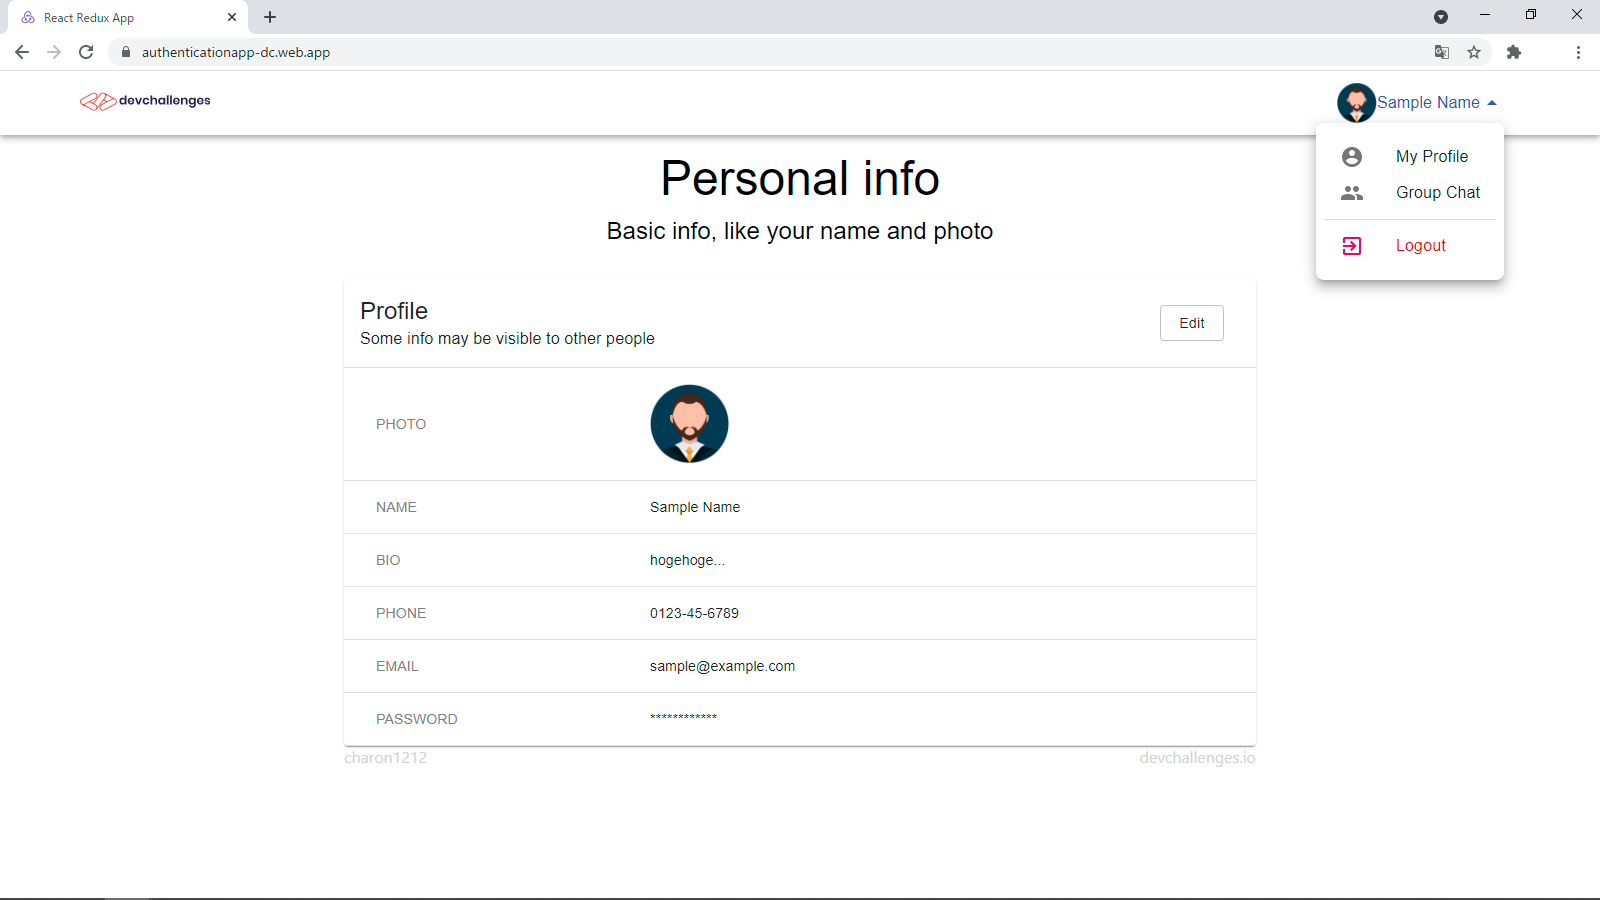 React Redux App
authenticationapp-dc.web.app
devchallenges
Sample Name
My Profile
Group Chat
Logout
Personal info
Basic info, like your name and photo
Profile
Some info may be visible to other people
Edit
PHOTO
NAME Sample Name
BIO hogehoge...
PHONE 0123-45-6789
EMAIL sample@example.com
PASSWORD ************
charon1212 devchallenges.io